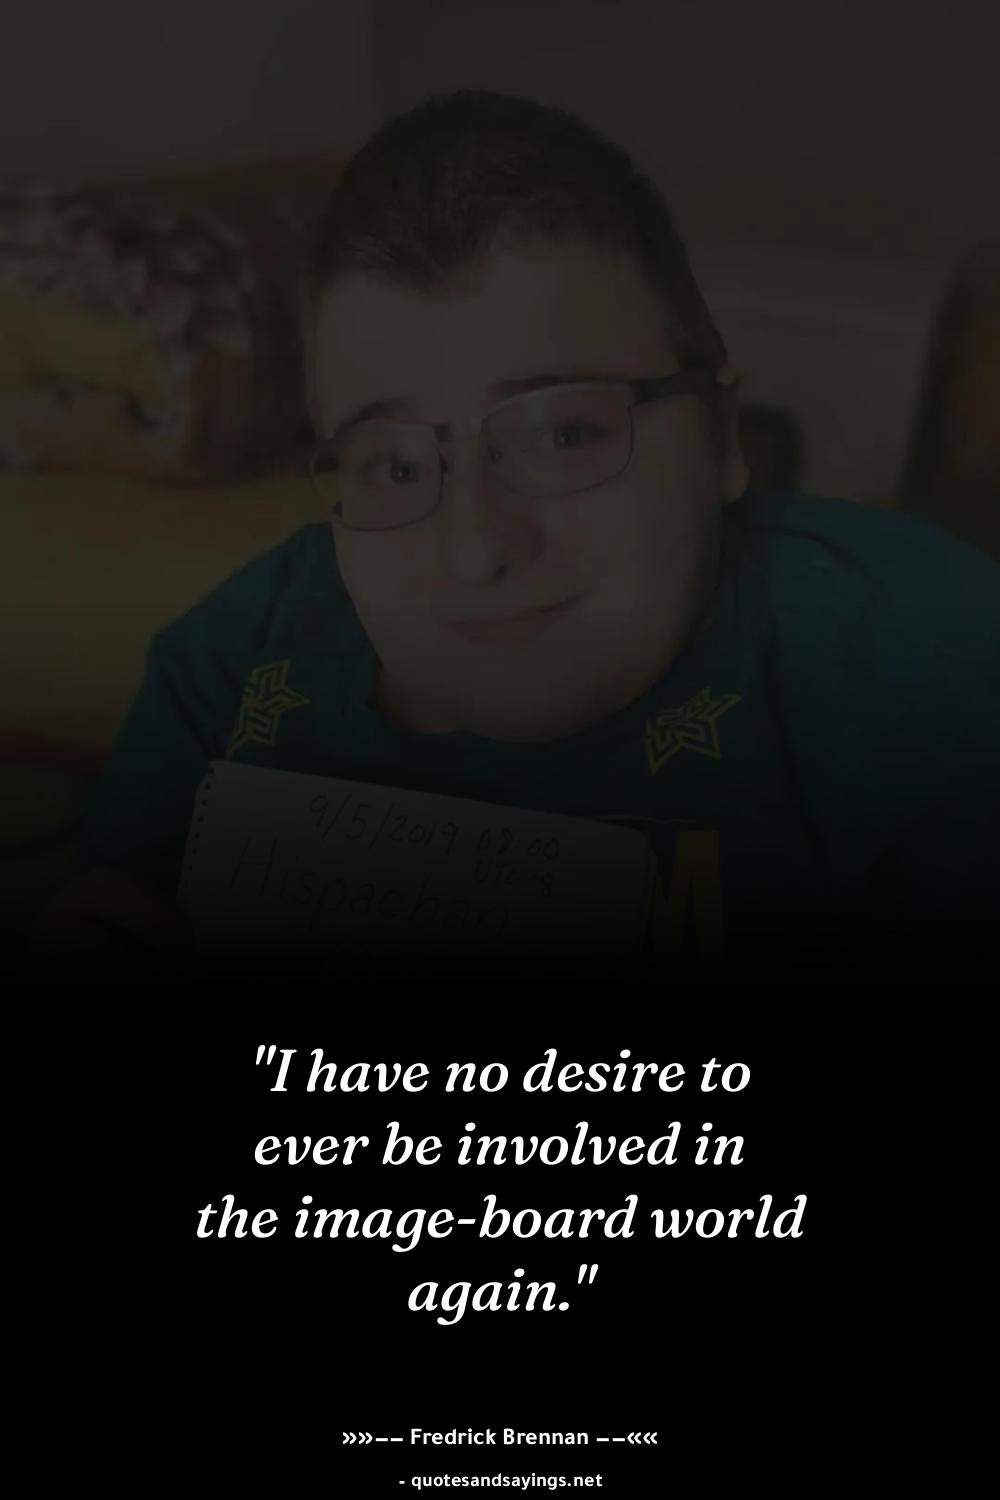 9/5/2019 09:00
UTC+8
Hispachan
M
"I have no desire to
ever be involved in
the image-board world
again."
»»–– Fredrick Brennan ––««
- quotesandsayings.net